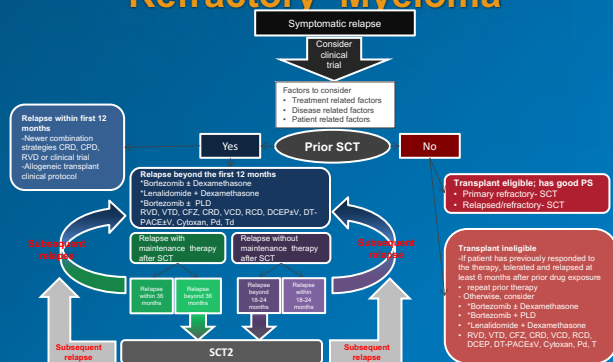 Refractory Myeloma
Symptomatic relapse
Consider
clinical
trial
Factors to consider
• Treatment related factors
• Disease related factors
• Patient related factors
Relapse within first 12
months
-Newer combination
strategies CRD, CPD,
RVD or clinical trial
-Allogeneic transplant
clinical protocol
Yes
Prior SCT
No
Relapse beyond the first 12 months
*Bortezomib ± Dexamethasone
*Lenalidomide + Dexamethasone
*Bortezomib ± PLD
RVD, VTD, CFZ, CRD, VCD, RCD, DCEP±V, DT-
PACE±V, Cytoxan, Pd, Td
Transplant eligible; has good PS
• Primary refractory- SCT
• Relapsed/refractory- SCT
Subsequent
relapse
Relapse with
maintenance therapy
after SCT
Relapse without
maintenance therapy
after SCT
Subsequent
relapse
Relapse
within 36
months
Relapse
beyond 36
months
Relapse
beyond
18-24
months
Relapse
within
18-24
months
Transplant ineligible
-If patient has previously responded to
the therapy, tolerated and relapsed at
least 6 months after prior drug exposure
• repeat prior therapy
- Otherwise, consider
• *Bortezomib ± Dexamethasone
• *Bortezomib + PLD
• *Lenalidomide + Dexamethasone
• RVD, VTD, CFZ, CRD, VCD, RCD,
DCEP, DT-PACE±V, Cytoxan, Pd, T
Subsequent
relapse
SCT2
Subsequent
relapse